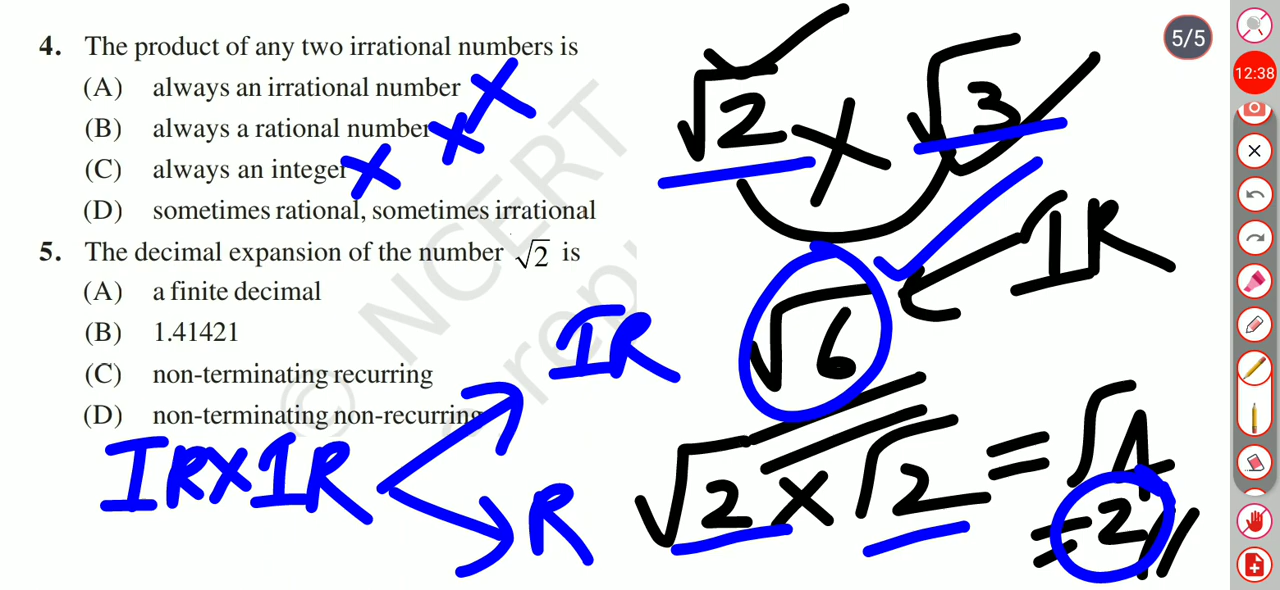 4. The product of any two irrational numbers is
(A) always an irrational number
(B) always a rational number
(C) always an integer
(D) sometimes rational, sometimes irrational
5. The decimal expansion of the number √2 is
(A) a finite decimal
(B) 1.41421
(C) non-terminating recurring
(D) non-terminating non-recurring
© NCERT
IR×IR
IR
R
√2 × √3
IR
√6
√2 × √2 = √4
= 2//
5/5
12:38